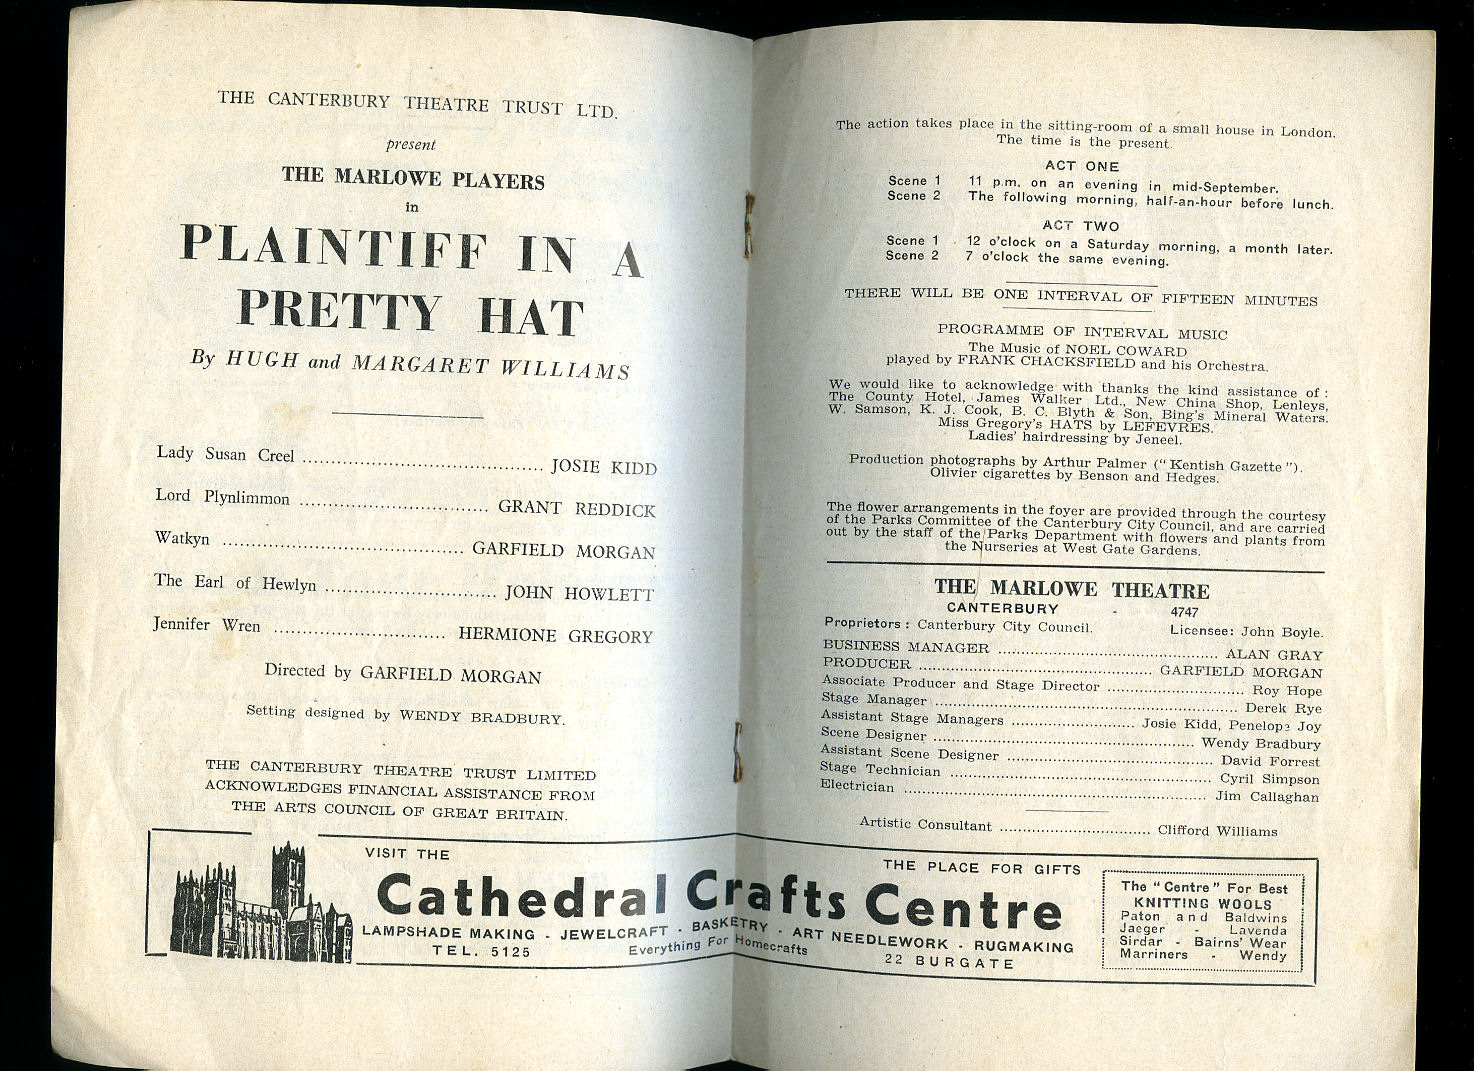 THE CANTERBURY THEATRE TRUST LTD.
present
THE MARLOWE PLAYERS
in
PLAINTIFF IN A
PRETTY HAT
By HUGH and MARGARET WILLIAMS
Lady Susan Creel ........................................ JOSIE KIDD
Lord Plynlimmon ................................ GRANT REDDICK
Watkyn ........................................ GARFIELD MORGAN
The Earl of Hewlyn ............................. JOHN HOWLETT
Jennifer Wren ............................. HERMIONE GREGORY
Directed by GARFIELD MORGAN
Setting designed by WENDY BRADBURY.
THE CANTERBURY THEATRE TRUST LIMITED
ACKNOWLEDGES FINANCIAL ASSISTANCE FROM
THE ARTS COUNCIL OF GREAT BRITAIN.
The action takes place in the sitting-room of a small house in London.
The time is the present.
ACT ONE
Scene 1 11 p.m. on an evening in mid-September.
Scene 2 The following morning, half-an-hour before lunch.
ACT TWO
Scene 1 12 o'clock on a Saturday morning, a month later.
Scene 2 7 o'clock the same evening.
THERE WILL BE ONE INTERVAL OF FIFTEEN MINUTES
PROGRAMME OF INTERVAL MUSIC
The Music of NOEL COWARD
played by FRANK CHACKSFIELD and his Orchestra.
We would like to acknowledge with thanks the kind assistance of :
The County Hotel, James Walker Ltd., New China Shop, Lenleys,
W. Samson, K. J. Cook, B. C. Blyth & Son, Bing's Mineral Waters.
Miss Gregory's HATS by LEFEVRES.
Ladies' hairdressing by Jeneel.
Production photographs by Arthur Palmer (" Kentish Gazette ").
Olivier cigarettes by Benson and Hedges.
The flower arrangements in the foyer are provided through the courtesy
of the Parks Committee of the Canterbury City Council, and are carried
out by the staff of the Parks Department with flowers and plants from
the Nurseries at West Gate Gardens.
THE MARLOWE THEATRE
CANTERBURY - 4747
Proprietors : Canterbury City Council. Licensee: John Boyle.
BUSINESS MANAGER ........................................ ALAN GRAY
PRODUCER ........................................ GARFIELD MORGAN
Associate Producer and Stage Director ........................ Roy Hope
Stage Manager ........................................ Derek Rye
Assistant Stage Managers ........................ Josie Kidd, Penelope Joy
Scene Designer ........................................ Wendy Bradbury
Assistant Scene Designer ................................ David Forrest
Stage Technician ........................................ Cyril Simpson
Electrician ........................................ Jim Callaghan
Artistic Consultant ................................ Clifford Williams
VISIT THE
THE PLACE FOR GIFTS
Cathedral Crafts Centre
LAMPSHADE MAKING - JEWELCRAFT - BASKETRY - ART NEEDLEWORK - RUGMAKING
TEL. 5125 Everything For Homecrafts 22 BURGATE
The "Centre" For Best
KNITTING WOOLS
Paton and Baldwins
Jaeger - Lavenda
Sirdar - Bairns' Wear
Marriners - Wendy